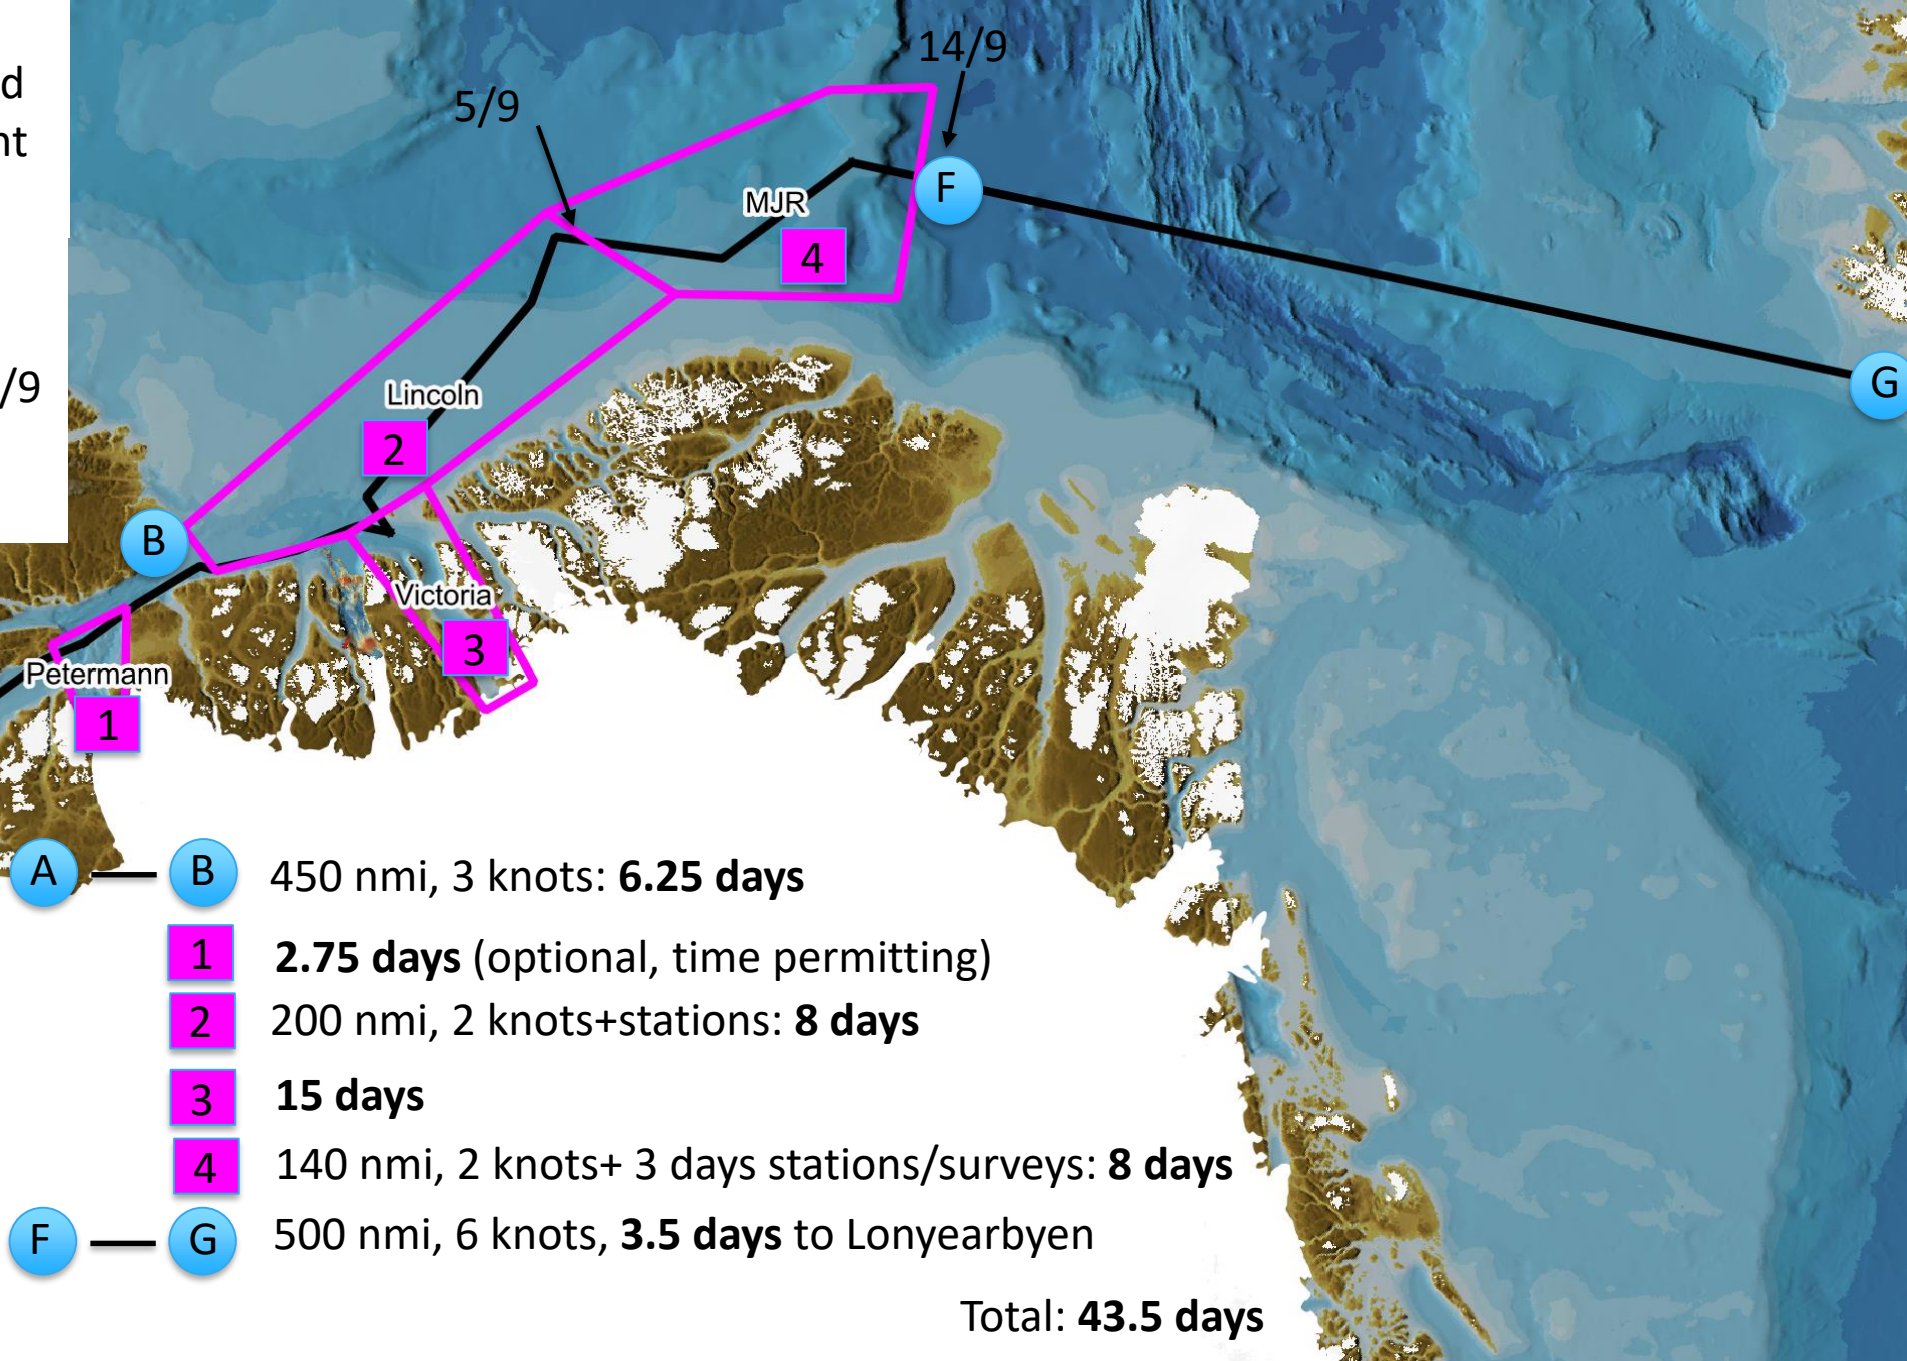 d
nt
/9
5/9
14/9
F
MJR
4
G
Lincoln
2
B
Victoria
3
Petermann
1
A B 450 nmi, 3 knots: 6.25 days
1 2.75 days (optional, time permitting)
2 200 nmi, 2 knots+stations: 8 days
3 15 days
4 140 nmi, 2 knots+ 3 days stations/surveys: 8 days
F G 500 nmi, 6 knots, 3.5 days to Lonyearbyen
Total: 43.5 days